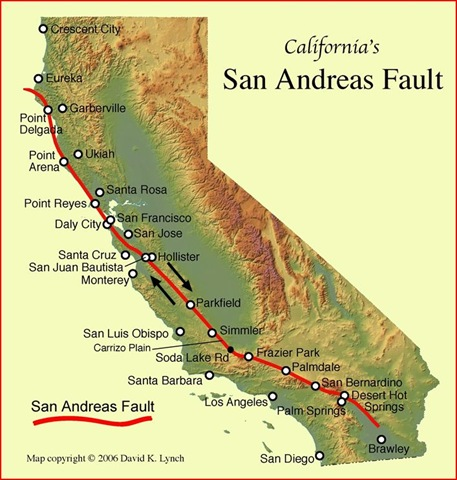 California's
San Andreas Fault
Crescent City
Eureka
Garberville
Point
Delgada
Point
Arena
Ukiah
Santa Rosa
Point Reyes
San Francisco
Daly City
San Jose
Santa Cruz
Hollister
San Juan Bautista
Monterey
Parkfield
San Luis Obispo
Simmler
Carrizo Plain
Soda Lake Rd
Frazier Park
Palmdale
Santa Barbara
San Bernardino
Los Angeles
Desert Hot
Springs
Palm Springs
San Andreas Fault
Brawley
San Diego
Map copyright © 2006 David K. Lynch